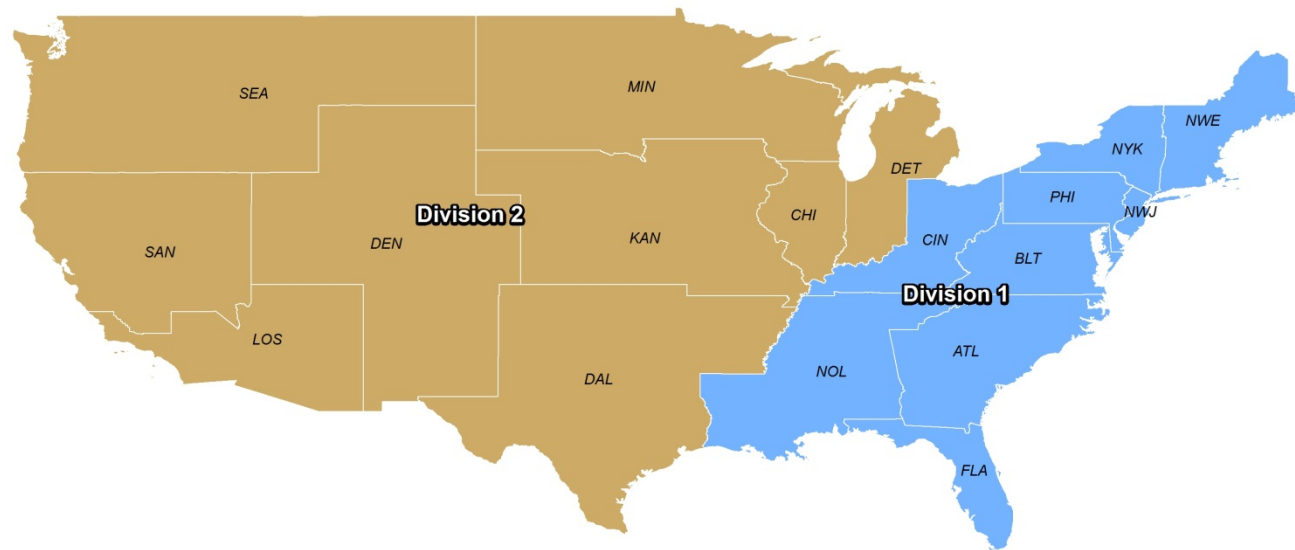 SEA
MIN
NWE
NYK
DET
PHI
Division 2
CHI
NWJ
KAN
CIN
DEN
SAN
BLT
Division 1
LOS
ATL
NOL
DAL
FLA